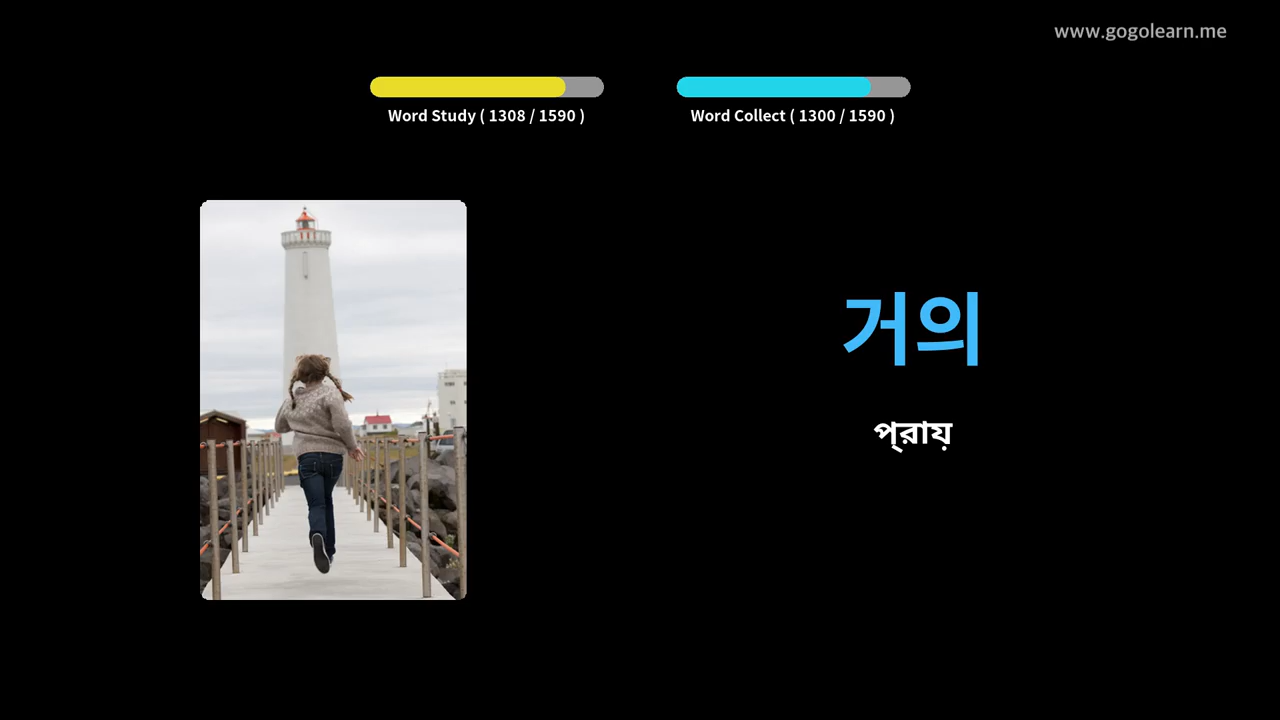 www.gogolearn.me
Word Study ( 1308 / 1590 )
Word Collect ( 1300 / 1590 )
거의
প্রায়